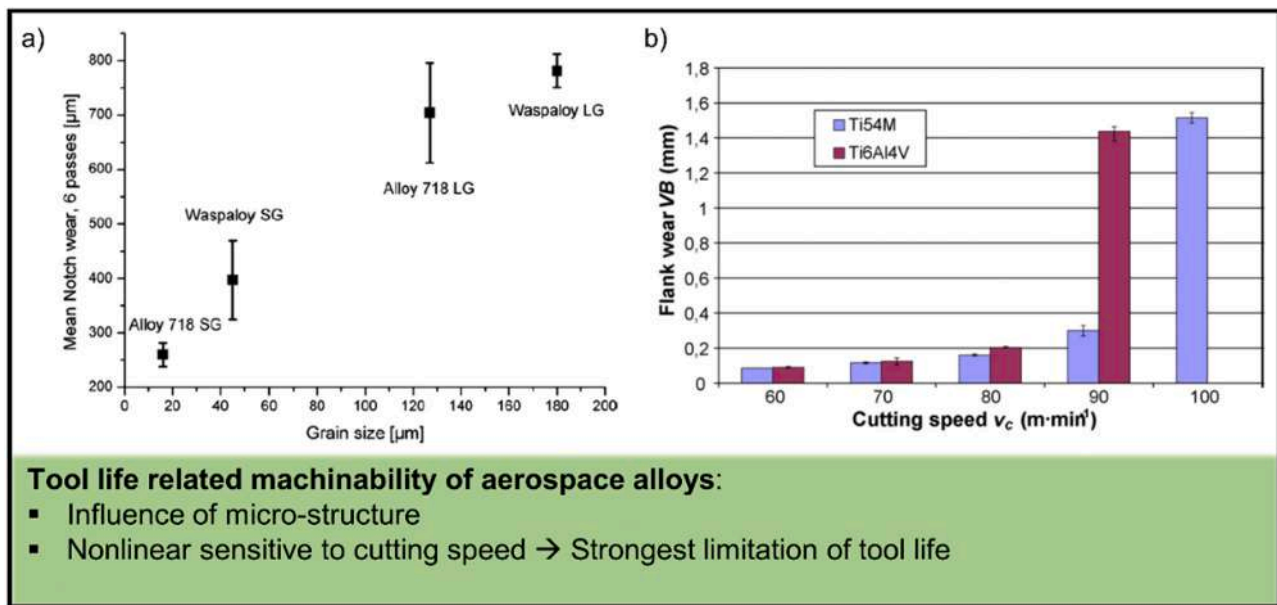 a)
Mean Notch wear, 6 passes [µm]
800
700
600
500
400
300
200
Waspaloy LG
Alloy 718 LG
Waspaloy SG
Alloy 718 SG
0 20 40 60 80 100 120 140 160 180 200
Grain size [µm]
b)
Flank wear VB (mm)
1,8
1,6
1,4
1,2
1
0,8
0,6
0,4
0,2
0
Ti54M
Ti6Al4V
60 70 80 90 100
Cutting speed vc (m·min¹)
Tool life related machinability of aerospace alloys:
▪ Influence of micro-structure
▪ Nonlinear sensitive to cutting speed → Strongest limitation of tool life